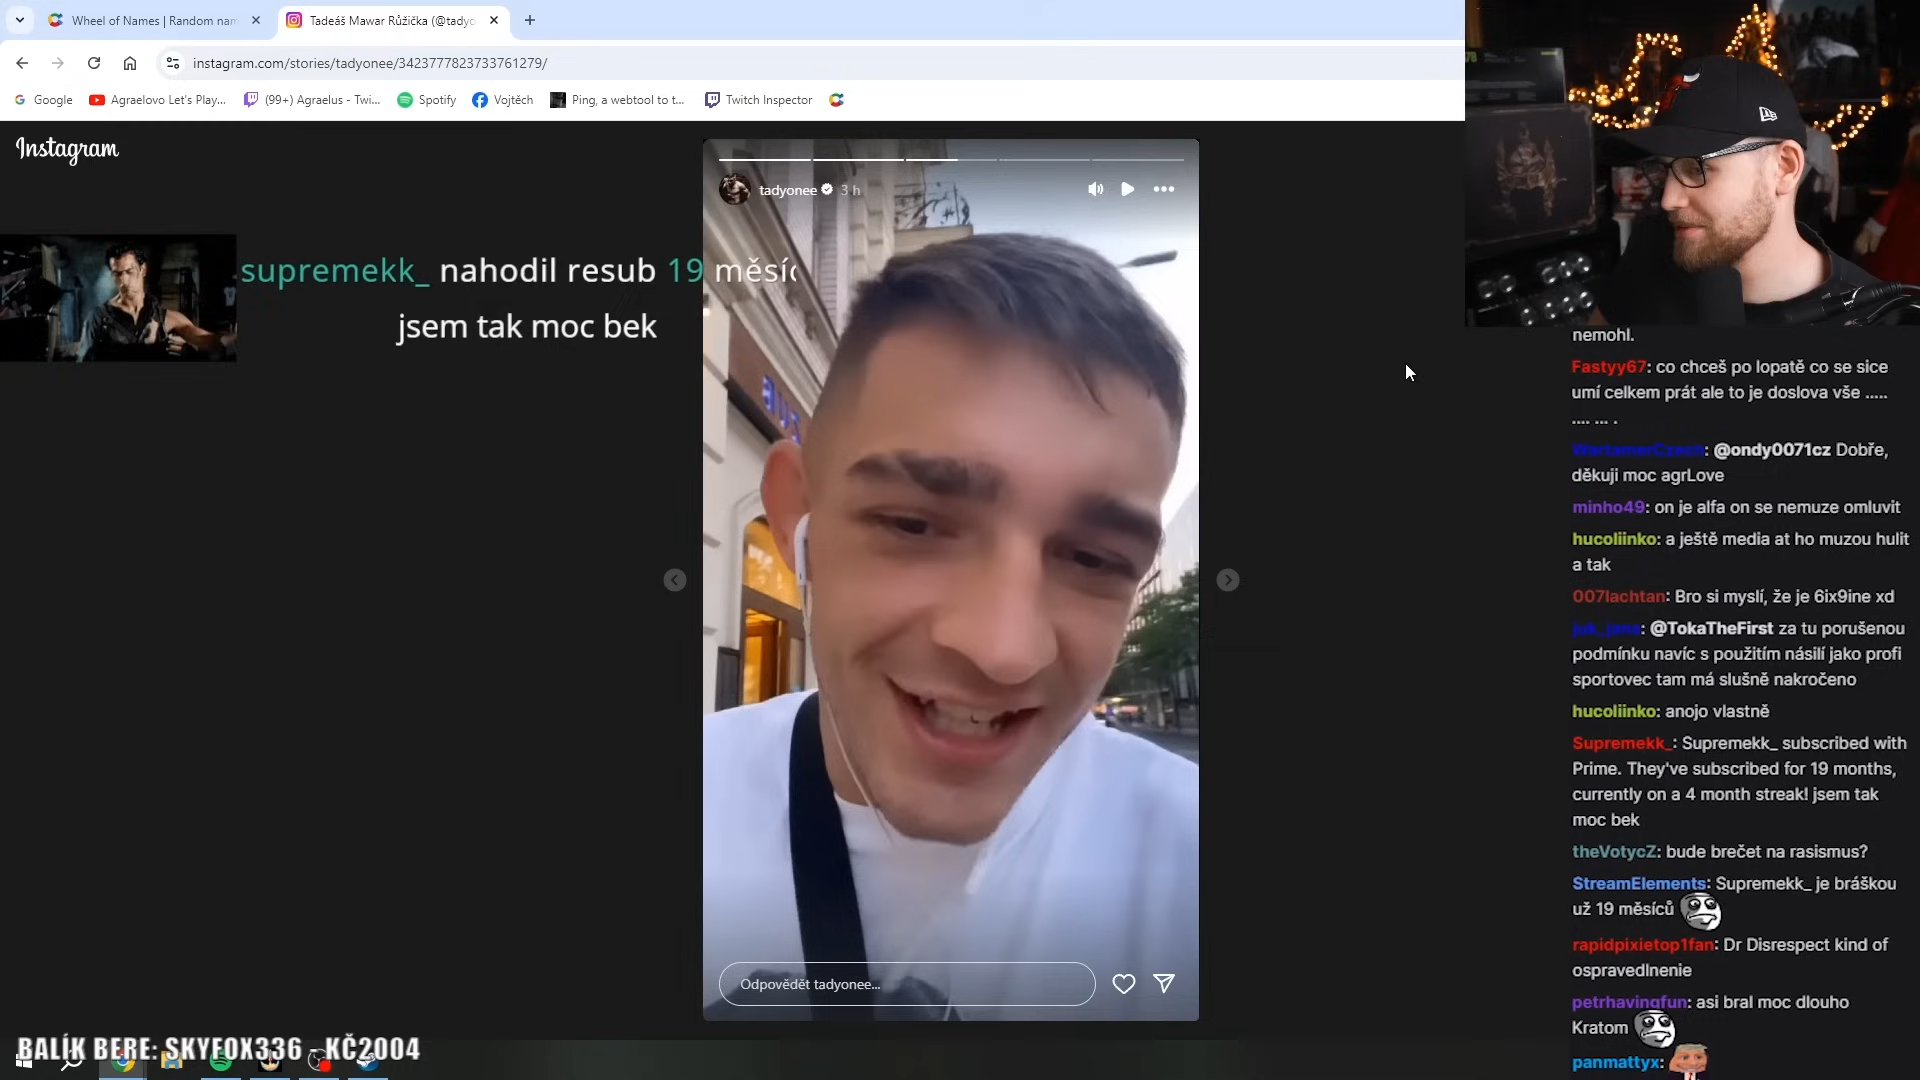 Wheel of Names | Random nam
Tadeáš Mawar Růžička (@tadyo
instagram.com/stories/tadyonee/3423777823733761279/
Google
Agraelovo Let's Play...
(99+) Agraelus - Twi...
Spotify
Vojtěch
Ping, a webtool to t...
Twitch Inspector
Instagram
tadyonee
3 h
supremekk_ nahodil resub 19 měsíc
jsem tak moc bek
Odpovědět tadyonee...
nemohl.
Fastyy67: co chceš po lopatě co se sice
umí celkem prát ale to je doslova vše .....
.... ... .
WartamerCzech: @ondy0071cz Dobře,
děkuji moc agrLove
minho49: on je alfa on se nemuze omluvit
hucoliinko: a ještě media at ho muzou hulit
a tak
007lachtan: Bro si myslí, že je 6ix9ine xd
juk_jana: @TokaTheFirst za tu porušenou
podmínku navíc s použitím násilí jako profi
sportovec tam má slušně nakročeno
hucoliinko: anojo vlastně
Supremekk_: Supremekk_ subscribed with
Prime. They've subscribed for 19 months,
currently on a 4 month streak! jsem tak
moc bek
theVotycZ: bude brečet na rasismus?
StreamElements: Supremekk_ je bráškou
už 19 měsíců
rapidpixietop1fan: Dr Disrespect kind of
ospravedlnenie
petrhavingfun: asi bral moc dlouho
Kratom
panmattyx:
BALÍK BERE: SKYFOX336 - KČ2004